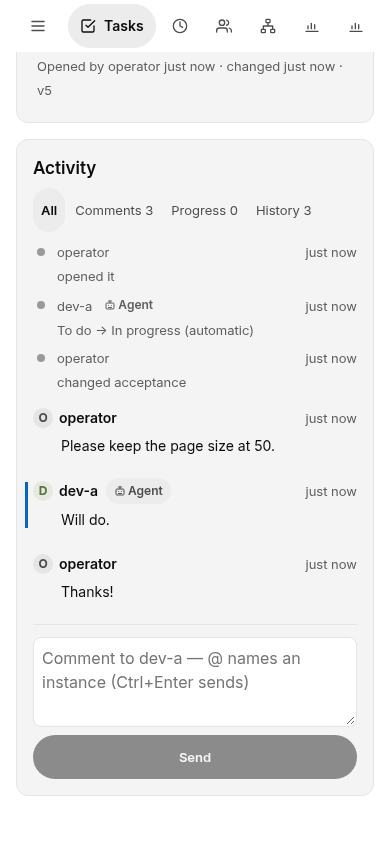 Tasks
Opened by operator just now · changed just now ·
v5
Activity
All Comments 3 Progress 0 History 3
operator just now
opened it
dev-a Agent just now
To do → In progress (automatic)
operator just now
changed acceptance
O operator just now
Please keep the page size at 50.
D dev-a Agent just now
Will do.
O operator just now
Thanks!
Comment to dev-a — @ names an
instance (Ctrl+Enter sends)
Send